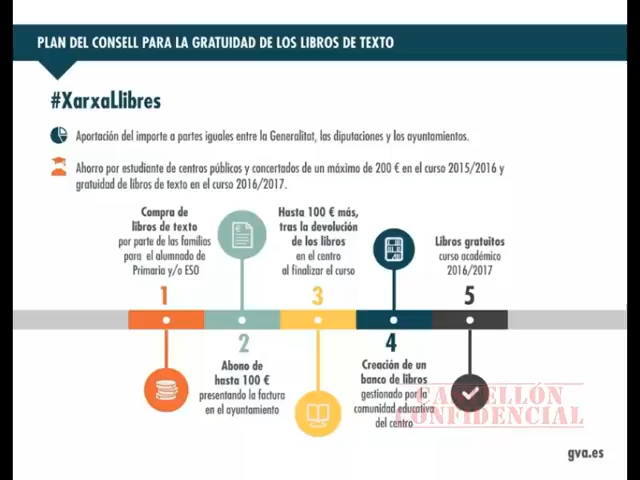 PLAN DEL CONSELL PARA LA GRATUIDAD DE LOS LIBROS DE TEXTO
#XarxaLlibres
Aportación del importe a partes iguales entre la Generalitat, las diputaciones y los ayuntamientos.
Ahorro por estudiante de centros públicos y concertados de un máximo de 200 € en el curso 2015/2016 y
gratuidad de libros de texto en el curso 2016/2017.
Compra de
libros de texto
por parte de las familias
para el alumnado de
Primaria y/o ESO
1
2
Abono de
hasta 100 €
presentando la factura
en el ayuntamiento
Hasta 100 € más,
tras la devolución
de los libros
en el centro
al finalizar el curso
3
4
Creación de un
banco de libros
gestionado por la
comunidad educativa
del centro
Libros gratuitos
curso académico
2016/2017
5
CASTELLÓN
CONFIDENCIAL
gva.es